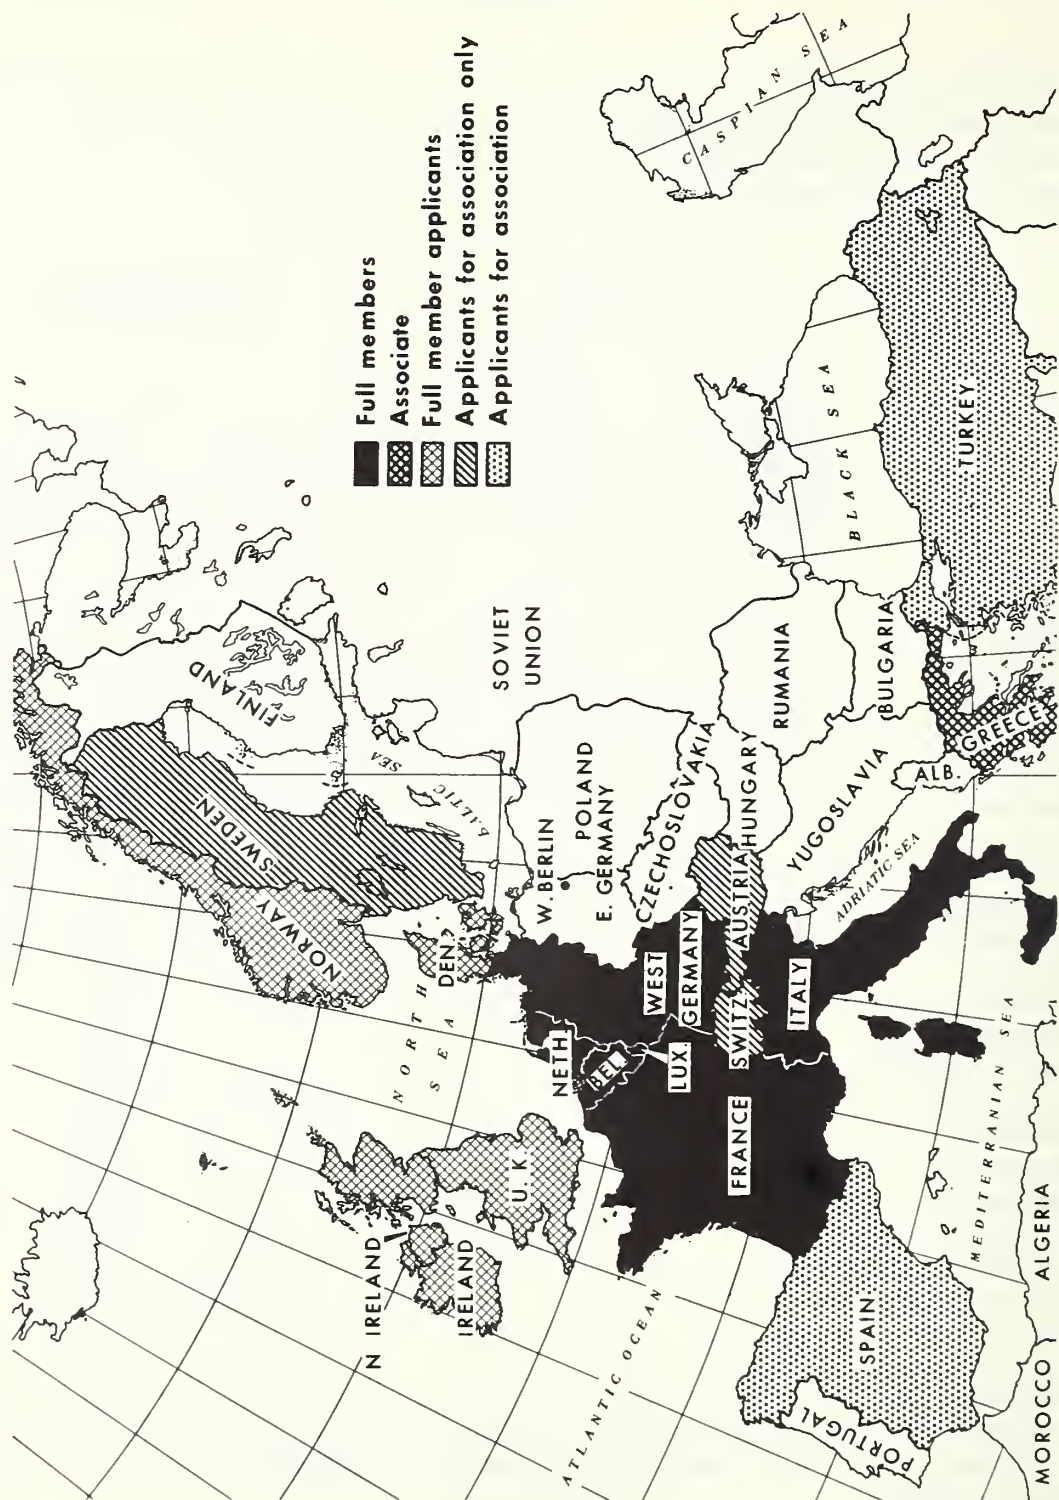 Full members
Associate
Full member applicants
Applicants for association only
Applicants for association
CASPIAN SEA
FINLAND
SWEDEN
NORWAY
BALTIC SEA
SOVIET
UNION
DEN.
NORTH
SEA
N IRELAND
IRELAND
U. K.
W. BERLIN
POLAND
E. GERMANY
NETH.
BEL.
LUX.
WEST
GERMANY
CZECHOSLOVAKIA
FRANCE
SWITZ.
AUSTRIA
HUNGARY
RUMANIA
BLACK SEA
ITALY
YUGOSLAVIA
BULGARIA
ADRIATIC SEA
ALB.
GREECE
TURKEY
ATLANTIC OCEAN
PORTUGAL
SPAIN
MEDITERRANIAN SEA
MOROCCO
ALGERIA